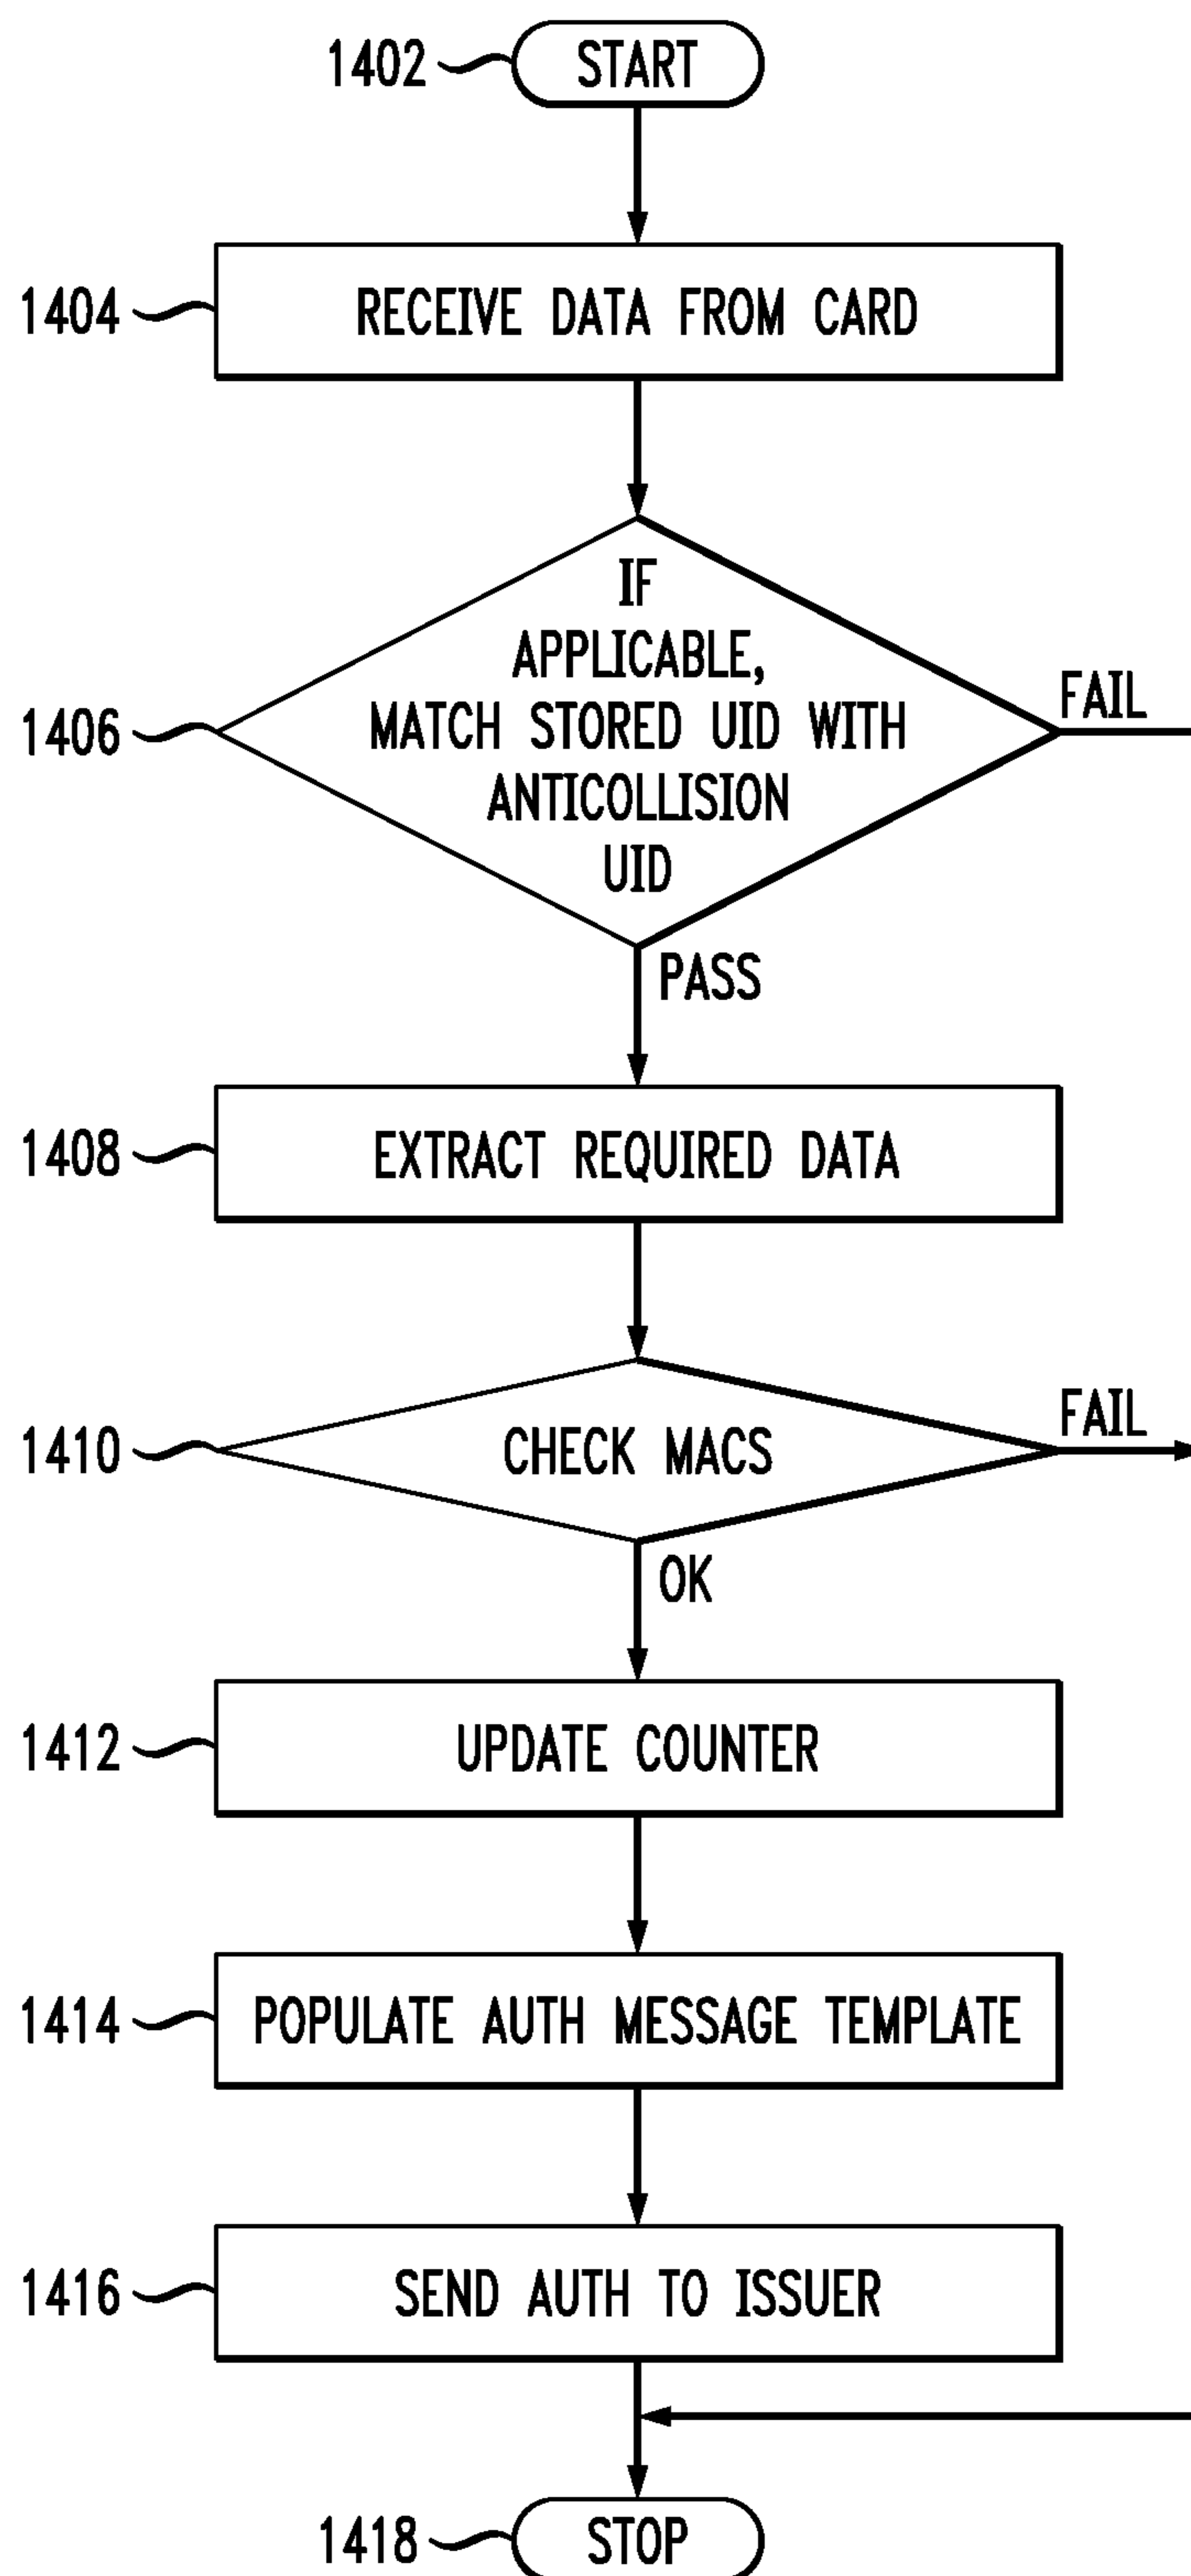 1402
START
1404
RECEIVE DATA FROM CARD
IF
APPLICABLE,
1406
MATCH STORED UID WITH
FAIL
ANTICOLLISION
UID
PASS
1408
EXTRACT REQUIRED DATA
1410
CHECK MACS
FAIL
OK
1412
UPDATE COUNTER
1414
POPULATE AUTH MESSAGE TEMPLATE
1416
SEND AUTH TO ISSUER
1418
STOP